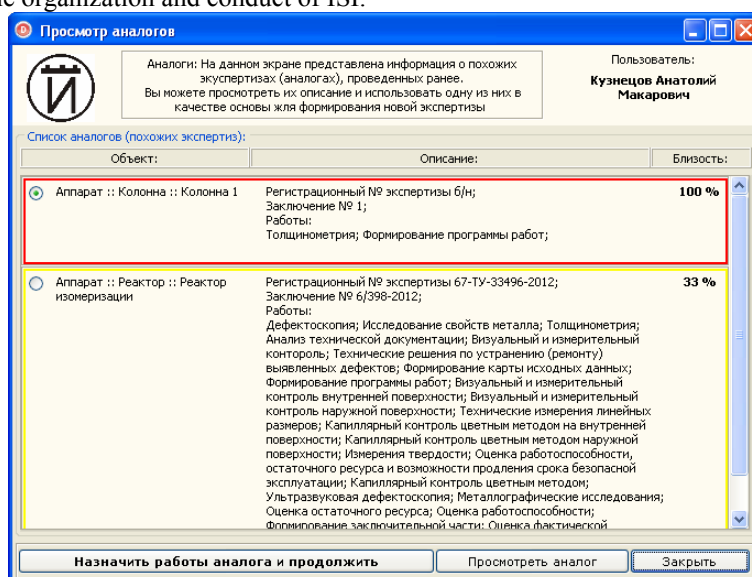 organization and conduct of ISI.
Просмотр аналогов
Аналоги: На данном экране представлена информация о похожих
экуспертизах (аналогах), проведенных ранее.
Вы можете просмотреть их описание и использовать одну из них в
качестве основы жля формирования новой экспертизы
Пользователь:
Кузнецов Анатолий
Макарович
Список аналогов (похожих экспертиз):
Объект:
Описание:
Близость:
Аппарат :: Колонна :: Колонна 1
Регистрационный № экспертизы б/н;
Заключение № 1;
Работы:
Толщинометрия; Формирование программы работ;
100 %
Аппарат :: Реактор :: Реактор
изомеризации
Регистрационный № экспертизы 67-ТУ-33496-2012;
Заключение № 6/398-2012;
Работы:
Дефектоскопия; Исследование свойств металла; Толщинометрия;
Анализ технической документации; Визуальный и измерительный
контороль; Технические решения по устранению (ремонту)
выявленных дефектов; Формирование карты исходных данных;
Формирование программы работ; Визуальный и измерительный
контроль внутренней поверхности; Визуальный и измерительный
контроль наружной поверхности; Технические измерения линейных
размеров; Капиллярный контроль цветным методом на внутренней
поверхности; Капиллярный контроль цветным методом наружной
поверхности; Измерения твердости; Оценка работоспособности,
остаточного ресурса и возможности продления срока безопасной
эксплуатации; Капиллярный контроль цветным методом;
Ультразвуковая дефектоскопия; Металлографические исследования;
Оценка остаточного ресурса; Оценка работоспособности;
Формирование заключительной части; Оценка фактической
33 %
Назначить работы аналога и продолжить
Просмотреть аналог
Закрыть